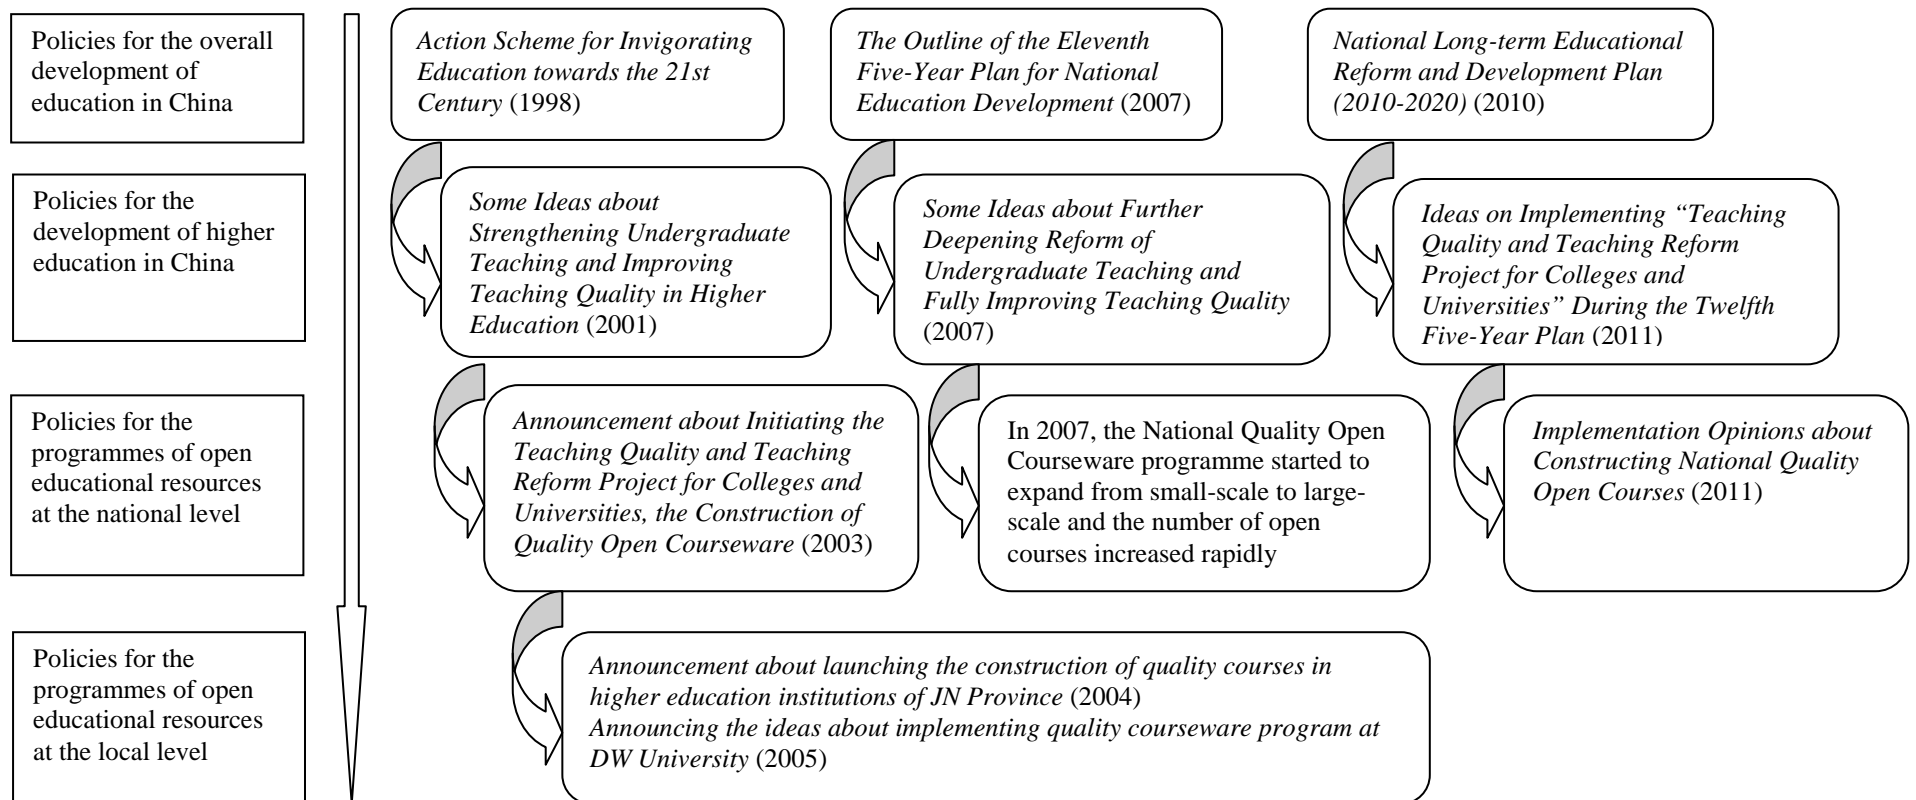 Policies for the overall
development of
education in China
Action Scheme for Invigorating
Education towards the 21st
Century (1998)
The Outline of the Eleventh
Five-Year Plan for National
Education Development (2007)
National Long-term Educational
Reform and Development Plan
(2010-2020) (2010)
Policies for the
development of higher
education in China
Some Ideas about
Strengthening Undergraduate
Teaching and Improving
Teaching Quality in Higher
Education (2001)
Some Ideas about Further
Deepening Reform of
Undergraduate Teaching and
Fully Improving Teaching Quality
(2007)
Ideas on Implementing “Teaching
Quality and Teaching Reform
Project for Colleges and
Universities” During the Twelfth
Five-Year Plan (2011)
Policies for the
programmes of open
educational resources
at the national level
Announcement about Initiating the
Teaching Quality and Teaching
Reform Project for Colleges and
Universities, the Construction of
Quality Open Courseware (2003)
In 2007, the National Quality Open
Courseware programme started to
expand from small-scale to large-
scale and the number of open
courses increased rapidly
Implementation Opinions about
Constructing National Quality
Open Courses (2011)
Policies for the
programmes of open
educational resources
at the local level
Announcement about launching the construction of quality courses in
higher education institutions of JN Province (2004)
Announcing the ideas about implementing quality courseware program at
DW University (2005)